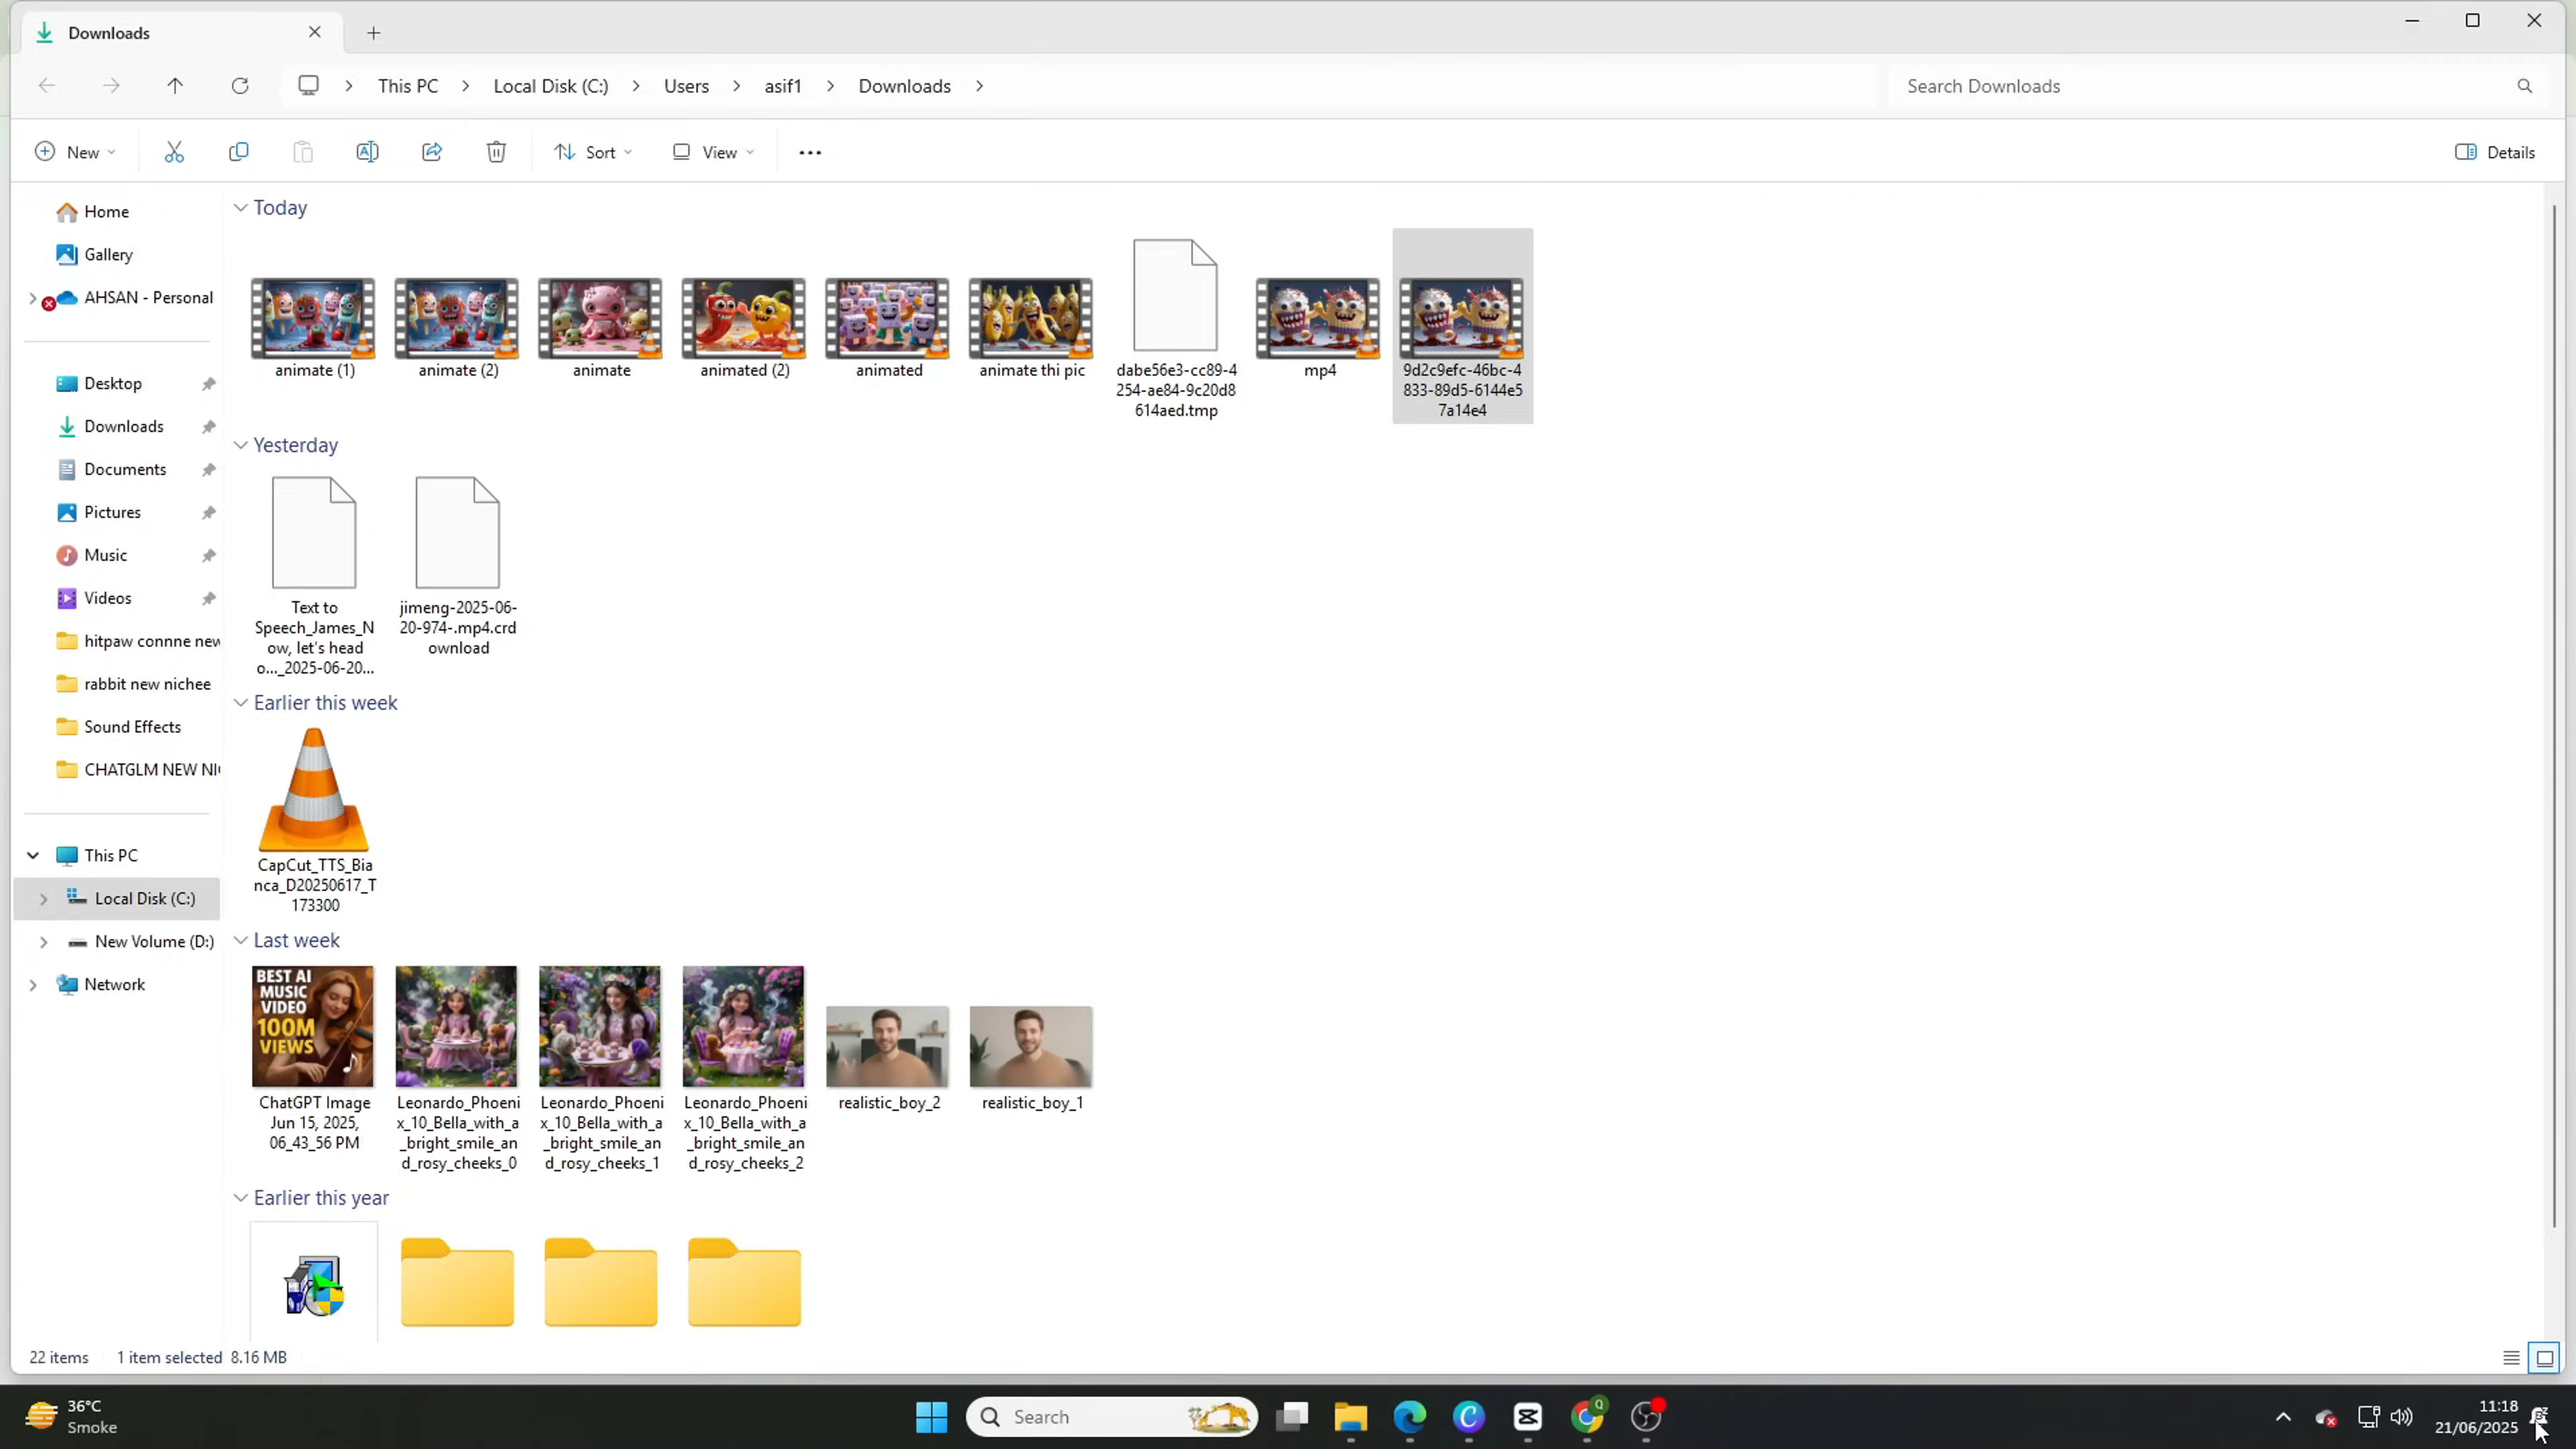 Downloads
This PC
Local Disk (C:)
Users
asif1
Downloads
Search Downloads
New
Sort
View
Details
Home
Gallery
AHSAN - Personal
Desktop
Downloads
Documents
Pictures
Music
Videos
hitpaw connne new
rabbit new nichee
Sound Effects
CHATGLM NEW NI
This PC
Local Disk (C:)
New Volume (D:)
Network
Today
animate (1)
animate (2)
animate
animated (2)
animated
animate thi pic
dabe56e3-cc89-4
254-ae84-9c20d8
614aed.tmp
mp4
9d2c9efc-46bc-4
833-89d5-6144e5
7a14e4
Yesterday
Text to
Speech_James_N
ow, let's head
o..._2025-06-20...
jimeng-2025-06-
20-974-.mp4.crd
ownload
Earlier this week
CapCut_TTS_Bia
nca_D20250617_T
173300
Last week
BEST AI
MUSIC
VIDEO
100M
VIEWS
ChatGPT Image
Jun 15, 2025,
06_43_56 PM
Leonardo_Phoeni
x_10_Bella_with_a
_bright_smile_an
d_rosy_cheeks_0
Leonardo_Phoeni
x_10_Bella_with_a
_bright_smile_an
d_rosy_cheeks_1
Leonardo_Phoeni
x_10_Bella_with_a
_bright_smile_an
d_rosy_cheeks_2
realistic_boy_2
realistic_boy_1
Earlier this year
22 items
1 item selected 8.16 MB
36°C
Smoke
Search
Q
11:18
21/06/2025